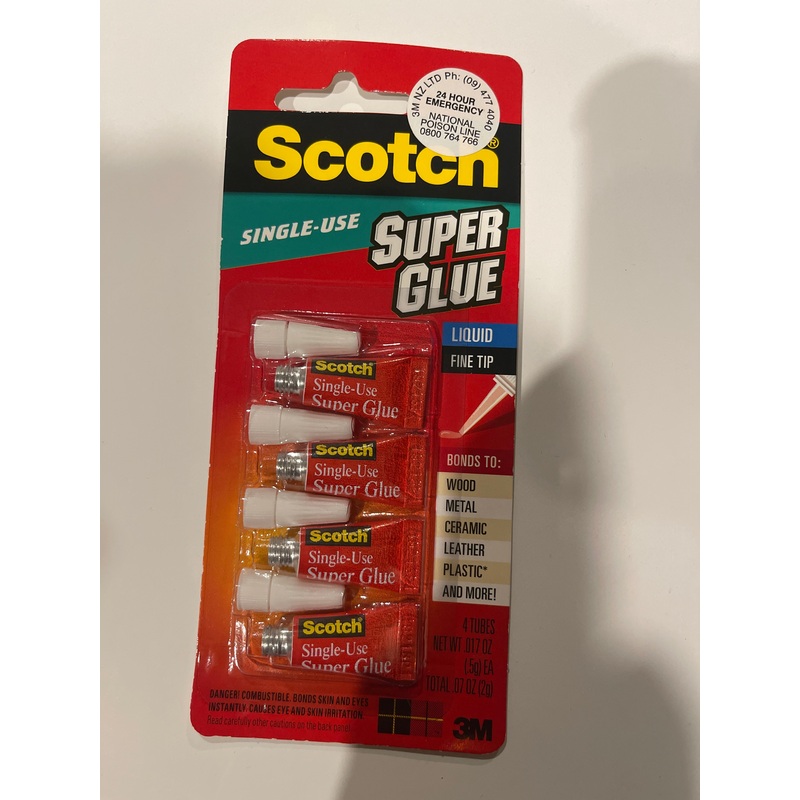 3M NZ LTD Ph: (09) 477 4040
24 HOUR
EMERGENCY
NATIONAL
POISON LINE
0800 764 766
Scotch®
SINGLE-USE
SUPER
GLUE
LIQUID
FINE TIP
Scotch
Single-Use
Super Glue
Scotch
Single-Use
Super Glue
Scotch
Single-Use
Super Glue
Scotch
Single-Use
Super Glue
BONDS TO:
WOOD
METAL
CERAMIC
LEATHER
PLASTIC*
AND MORE!
4 TUBES
NET WT .017 OZ
(.5g) EA
TOTAL .07 OZ (2g)
DANGER! COMBUSTIBLE. BONDS SKIN AND EYES
INSTANTLY. CAUSES EYE AND SKIN IRRITATION.
Read carefully other cautions on the back panel.
3M